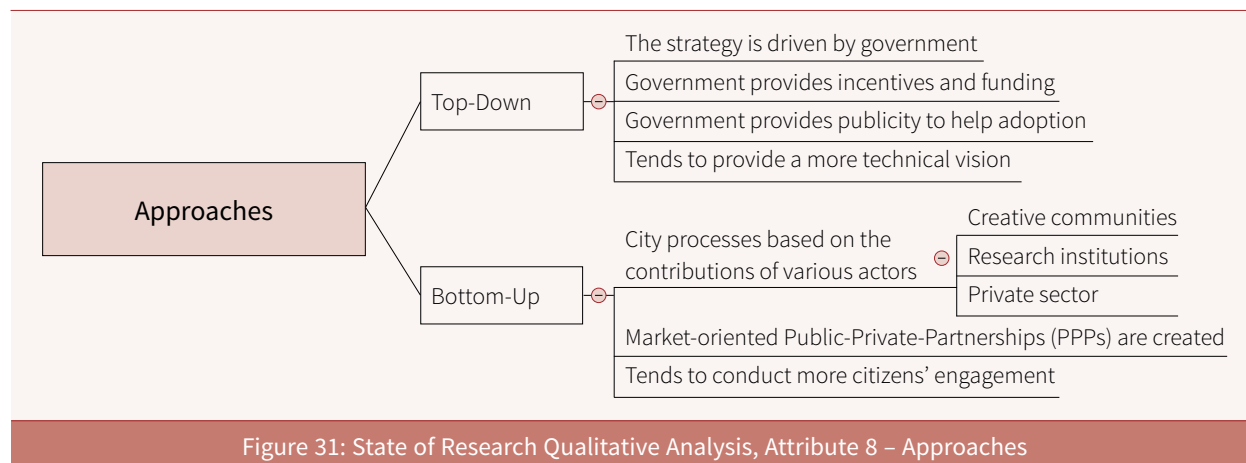 Approaches
Top-Down
The strategy is driven by government
Government provides incentives and funding
Government provides publicity to help adoption
Tends to provide a more technical vision
Bottom-Up
City processes based on the
contributions of various actors
Creative communities
Research institutions
Private sector
Market-oriented Public-Private-Partnerships (PPPs) are created
Tends to conduct more citizens’ engagement
Figure 31: State of Research Qualitative Analysis, Attribute 8 – Approaches